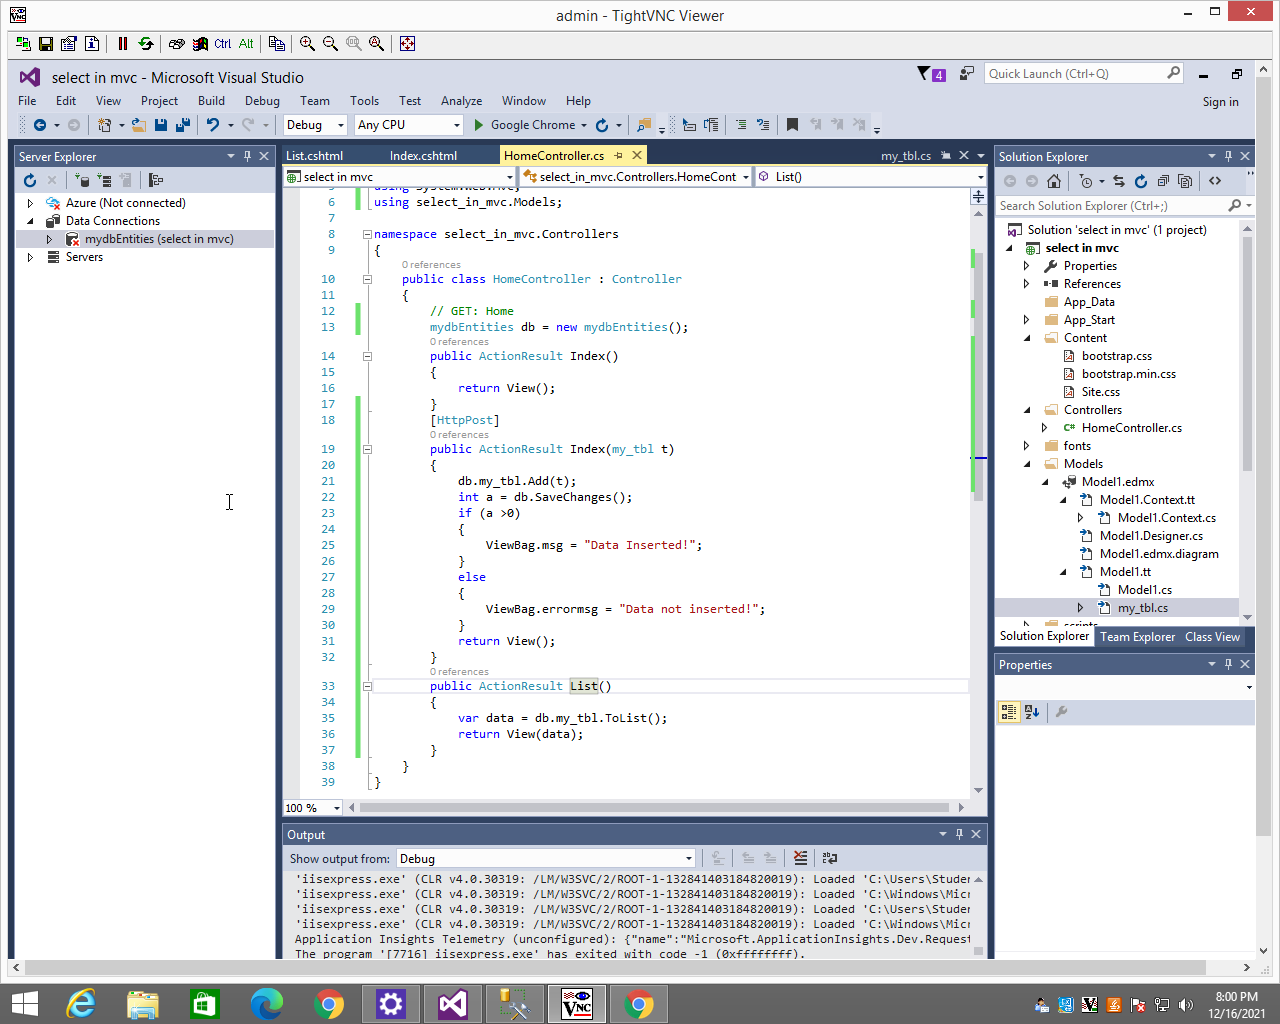 admin - TightVNC Viewer
Ctrl Alt
select in mvc - Microsoft Visual Studio
4
Quick Launch (Ctrl+Q)
File Edit View Project Build Debug Team Tools Test Analyze Window Help
Sign in
Debug Any CPU Google Chrome
Server Explorer
Azure (Not connected)
Data Connections
mydbEntities (select in mvc)
Servers
List.cshtml Index.cshtml HomeController.cs my_tbl.cs
select in mvc select_in_mvc.Controllers.HomeCont List()
5 using System.Web.Mvc;
6 using select_in_mvc.Models;
7
8 namespace select_in_mvc.Controllers
9 {
0 references
10 public class HomeController : Controller
11 {
12 // GET: Home
13 mydbEntities db = new mydbEntities();
0 references
14 public ActionResult Index()
15 {
16 return View();
17 }
18 [HttpPost]
0 references
19 public ActionResult Index(my_tbl t)
20 {
21 db.my_tbl.Add(t);
22 int a = db.SaveChanges();
23 if (a >0)
24 {
25 ViewBag.msg = "Data Inserted!";
26 }
27 else
28 {
29 ViewBag.errormsg = "Data not inserted!";
30 }
31 return View();
32 }
0 references
33 public ActionResult List()
34 {
35 var data = db.my_tbl.ToList();
36 return View(data);
37 }
38 }
39 }
100 %
Output
Show output from: Debug
'iisexpress.exe' (CLR v4.0.30319: /LM/W3SVC/2/ROOT-1-132841403184820019): Loaded 'C:\Users\Studer
'iisexpress.exe' (CLR v4.0.30319: /LM/W3SVC/2/ROOT-1-132841403184820019): Loaded 'C:\Windows\Micr
'iisexpress.exe' (CLR v4.0.30319: /LM/W3SVC/2/ROOT-1-132841403184820019): Loaded 'C:\Users\Studer
'iisexpress.exe' (CLR v4.0.30319: /LM/W3SVC/2/ROOT-1-132841403184820019): Loaded 'C:\Windows\Micr
Application Insights Telemetry (unconfigured): {"name":"Microsoft.ApplicationInsights.Dev.Request
The program '[7716] iisexpress.exe' has exited with code -1 (0xffffffff).
Solution Explorer
Search Solution Explorer (Ctrl+;)
Solution 'select in mvc' (1 project)
select in mvc
Properties
References
App_Data
App_Start
Content
bootstrap.css
bootstrap.min.css
Site.css
Controllers
C# HomeController.cs
fonts
Models
Model1.edmx
Model1.Context.tt
Model1.Context.cs
Model1.Designer.cs
Model1.edmx.diagram
Model1.tt
Model1.cs
my_tbl.cs
scripts
Solution Explorer Team Explorer Class View
Properties
8:00 PM
12/16/2021